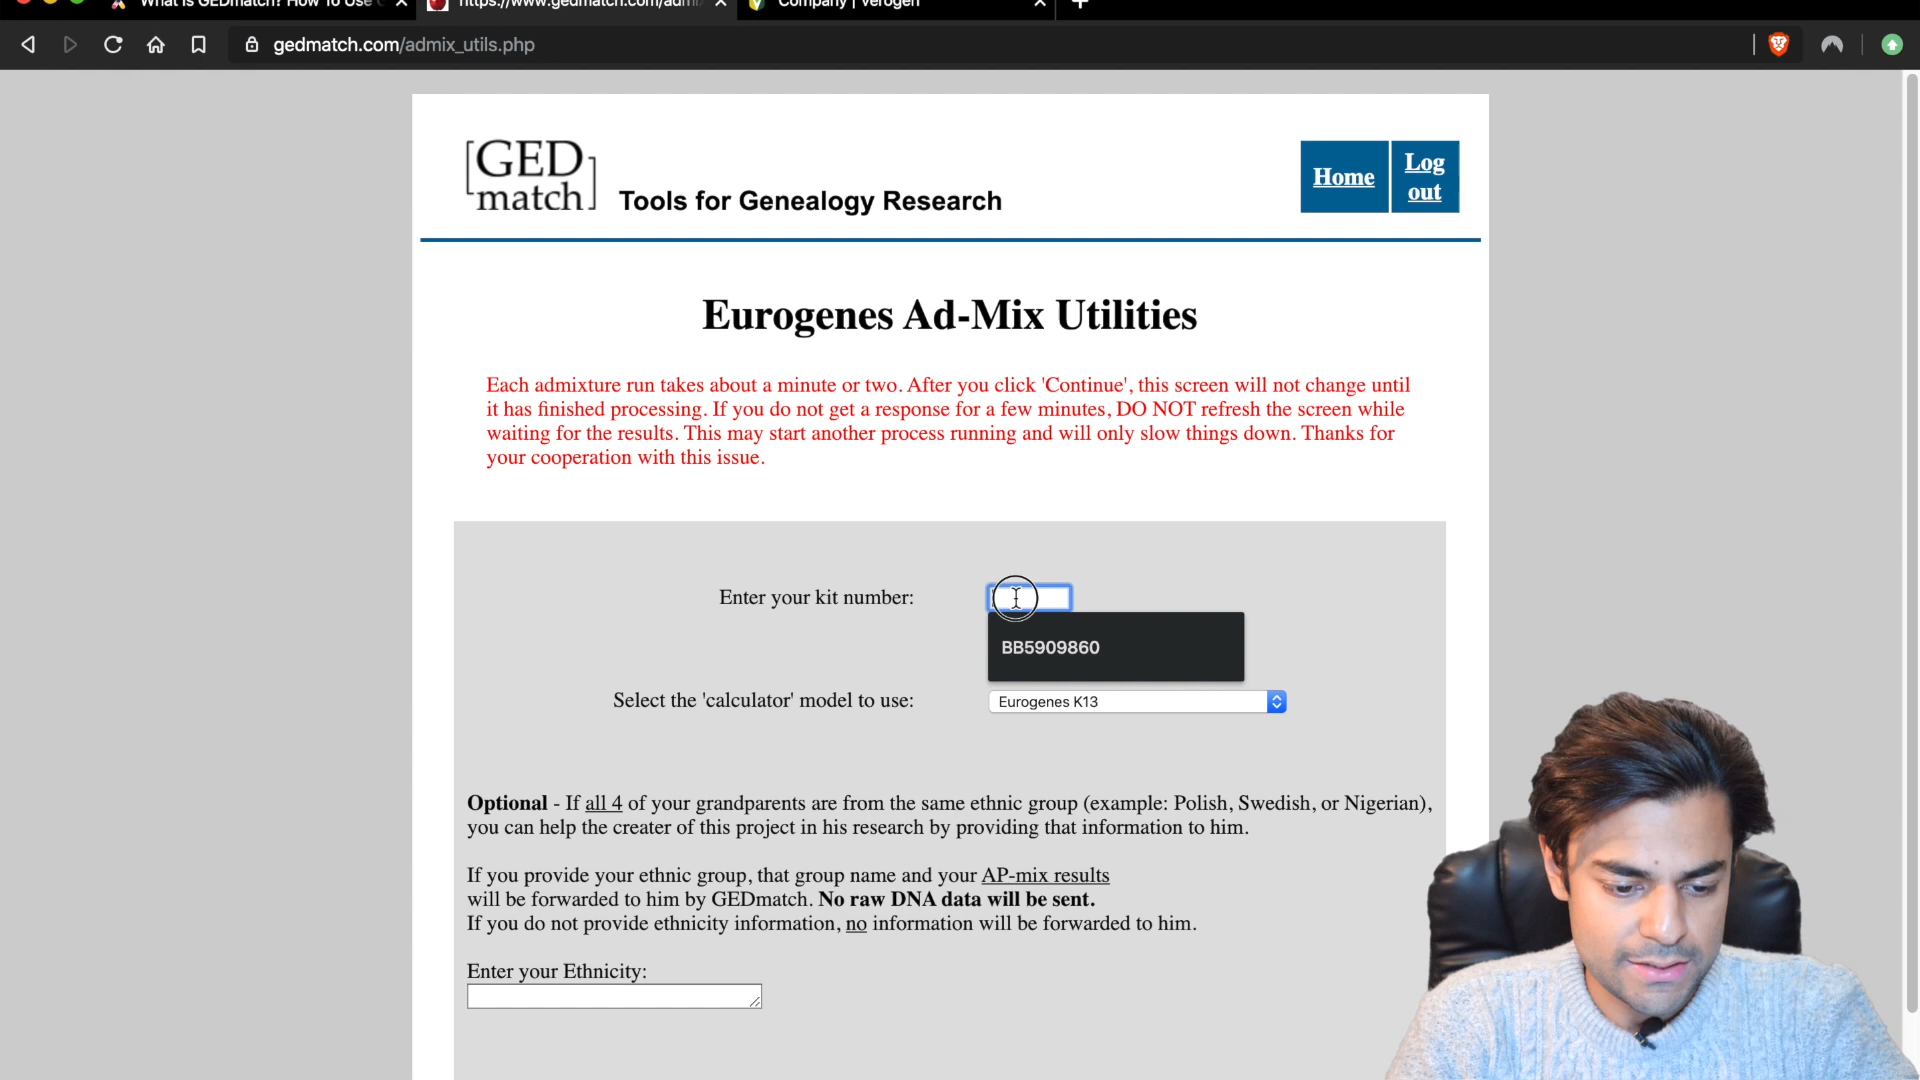 What is GEDmatch? How To Use
https://www.gedmatch.com/admi
Company | Verogen
gedmatch.com/admix_utils.php
[GED
match]
Tools for Genealogy Research
Home
Log
out
Eurogenes Ad-Mix Utilities
Each admixture run takes about a minute or two. After you click 'Continue', this screen will not change until
it has finished processing. If you do not get a response for a few minutes, DO NOT refresh the screen while
waiting for the results. This may start another process running and will only slow things down. Thanks for
your cooperation with this issue.
Enter your kit number:
BB5909860
Select the 'calculator' model to use:
Eurogenes K13
Optional - If all 4 of your grandparents are from the same ethnic group (example: Polish, Swedish, or Nigerian),
you can help the creater of this project in his research by providing that information to him.
If you provide your ethnic group, that group name and your AP-mix results
will be forwarded to him by GEDmatch. No raw DNA data will be sent.
If you do not provide ethnicity information, no information will be forwarded to him.
Enter your Ethnicity: